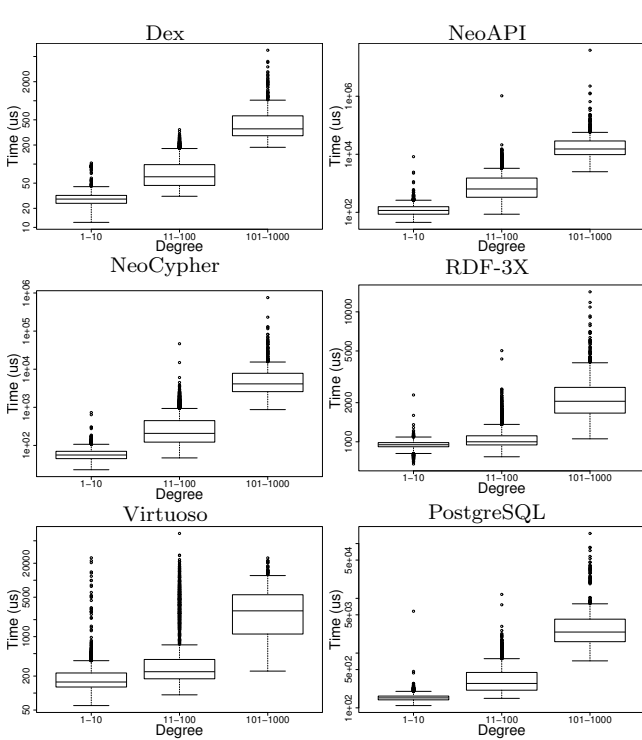 Dex
Time (us)
10 20 50 200 500 2000
1−10 11−100 101−1000
Degree
NeoAPI
Time (us)
1e+02 1e+04 1e+06
1−10 11−100 101−1000
Degree
NeoCypher
Time (us)
1e+02 1e+03 1e+04 1e+05 1e+06
1−10 11−100 101−1000
Degree
RDF-3X
Time (us)
1000 2000 5000 10000
1−10 11−100 101−1000
Degree
Virtuoso
Time (us)
50 200 1000 5000 20000
1−10 11−100 101−1000
Degree
PostgreSQL
Time (us)
1e+02 5e+02 5e+03 5e+04
1−10 11−100 101−1000
Degree